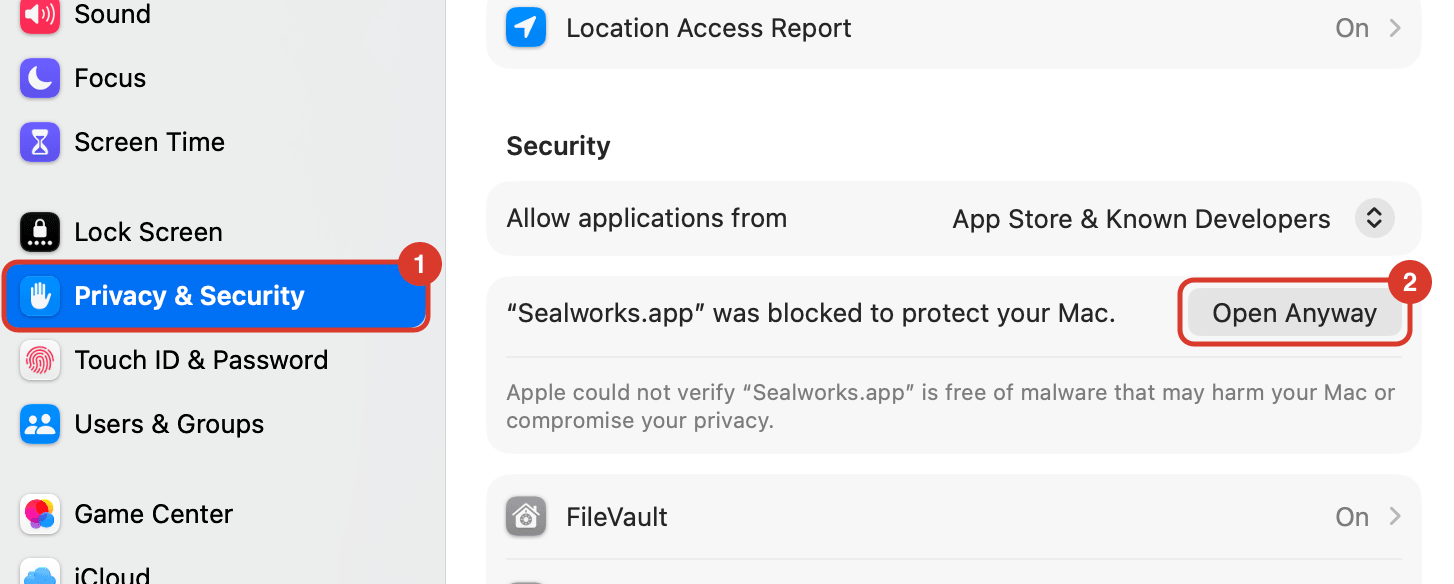 Sound
Focus
Screen Time
Lock Screen
1
Privacy & Security
Touch ID & Password
Users & Groups
Game Center
iCloud
Location Access Report
On
Security
Allow applications from
App Store & Known Developers
“Sealworks.app” was blocked to protect your Mac.
2
Open Anyway
Apple could not verify “Sealworks.app” is free of malware that may harm your Mac or
compromise your privacy.
FileVault
On